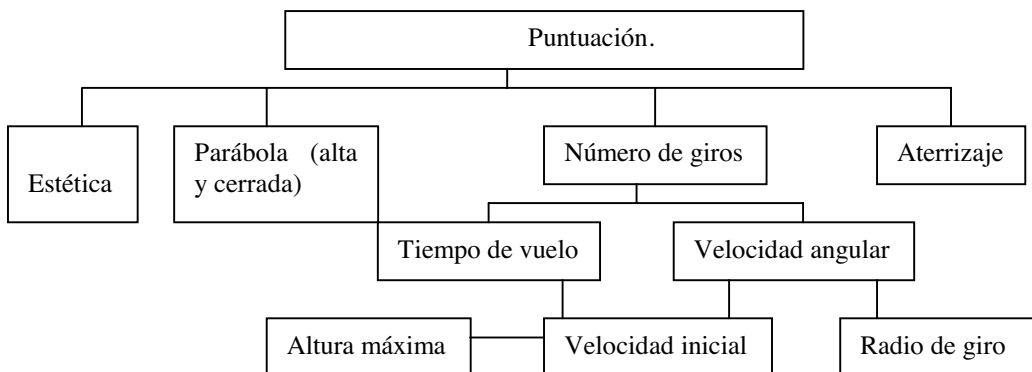 Puntuación.
Estética
Parábola (alta
y cerrada)
Número de giros
Aterrizaje
Tiempo de vuelo
Velocidad angular
Altura máxima
Velocidad inicial
Radio de giro